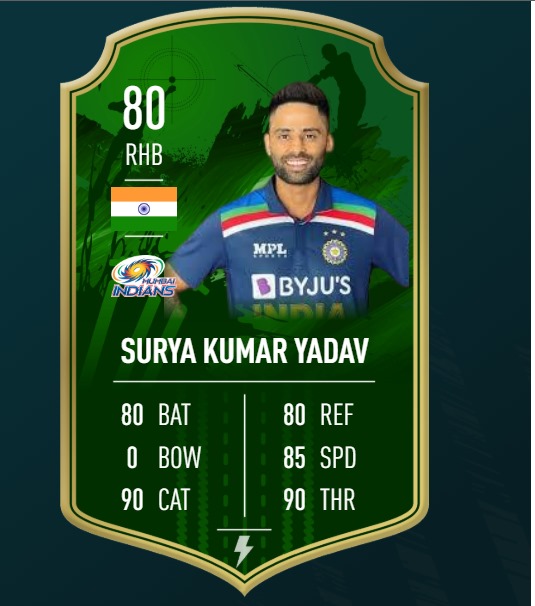 80
RHB
MUMBAI
INDIANS
MPL
SPORTS
BYJU'S
INDIA
SURYA KUMAR YADAV
80 BAT
80 REF
0 BOW
85 SPD
90 CAT
90 THR